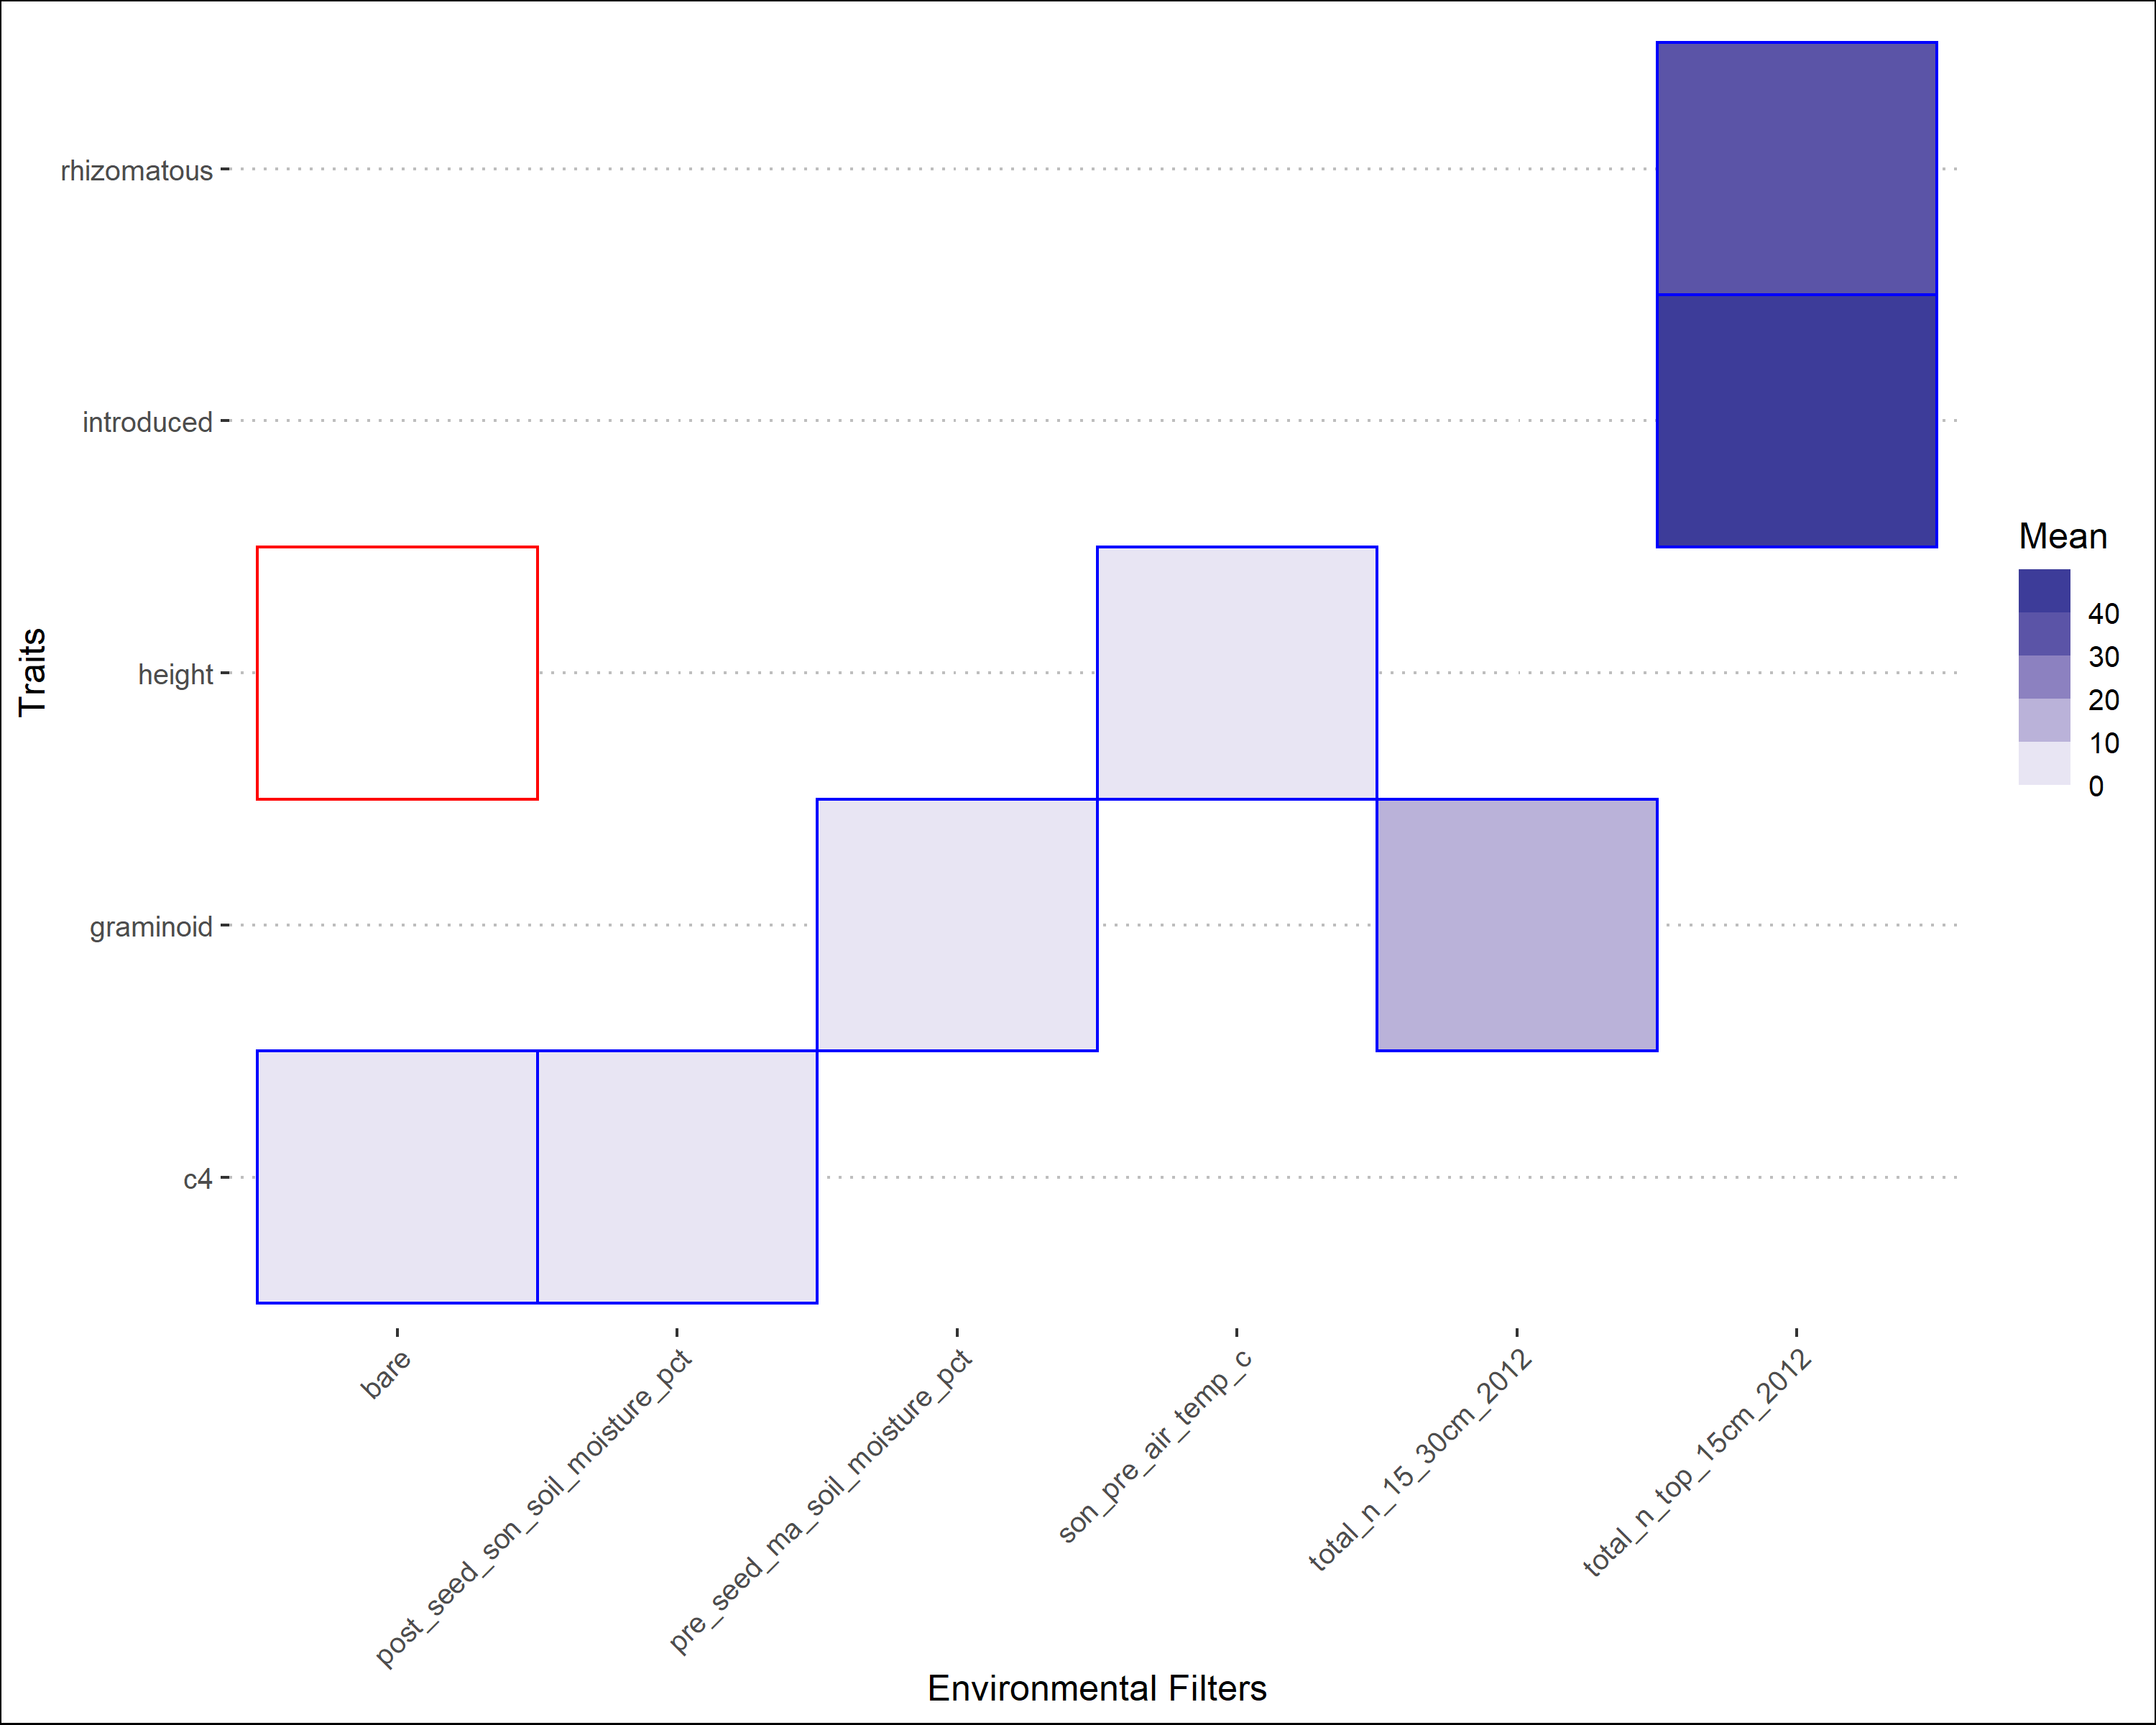 rhizomatous
introduced
height
graminoid
c4
Traits
bare
post_seed_son_soil_moisture_pct
pre_seed_ma_soil_moisture_pct
son_pre_air_temp_c
total_n_15_30cm_2012
total_n_top_15cm_2012
Environmental Filters
Mean
40
30
20
10
0